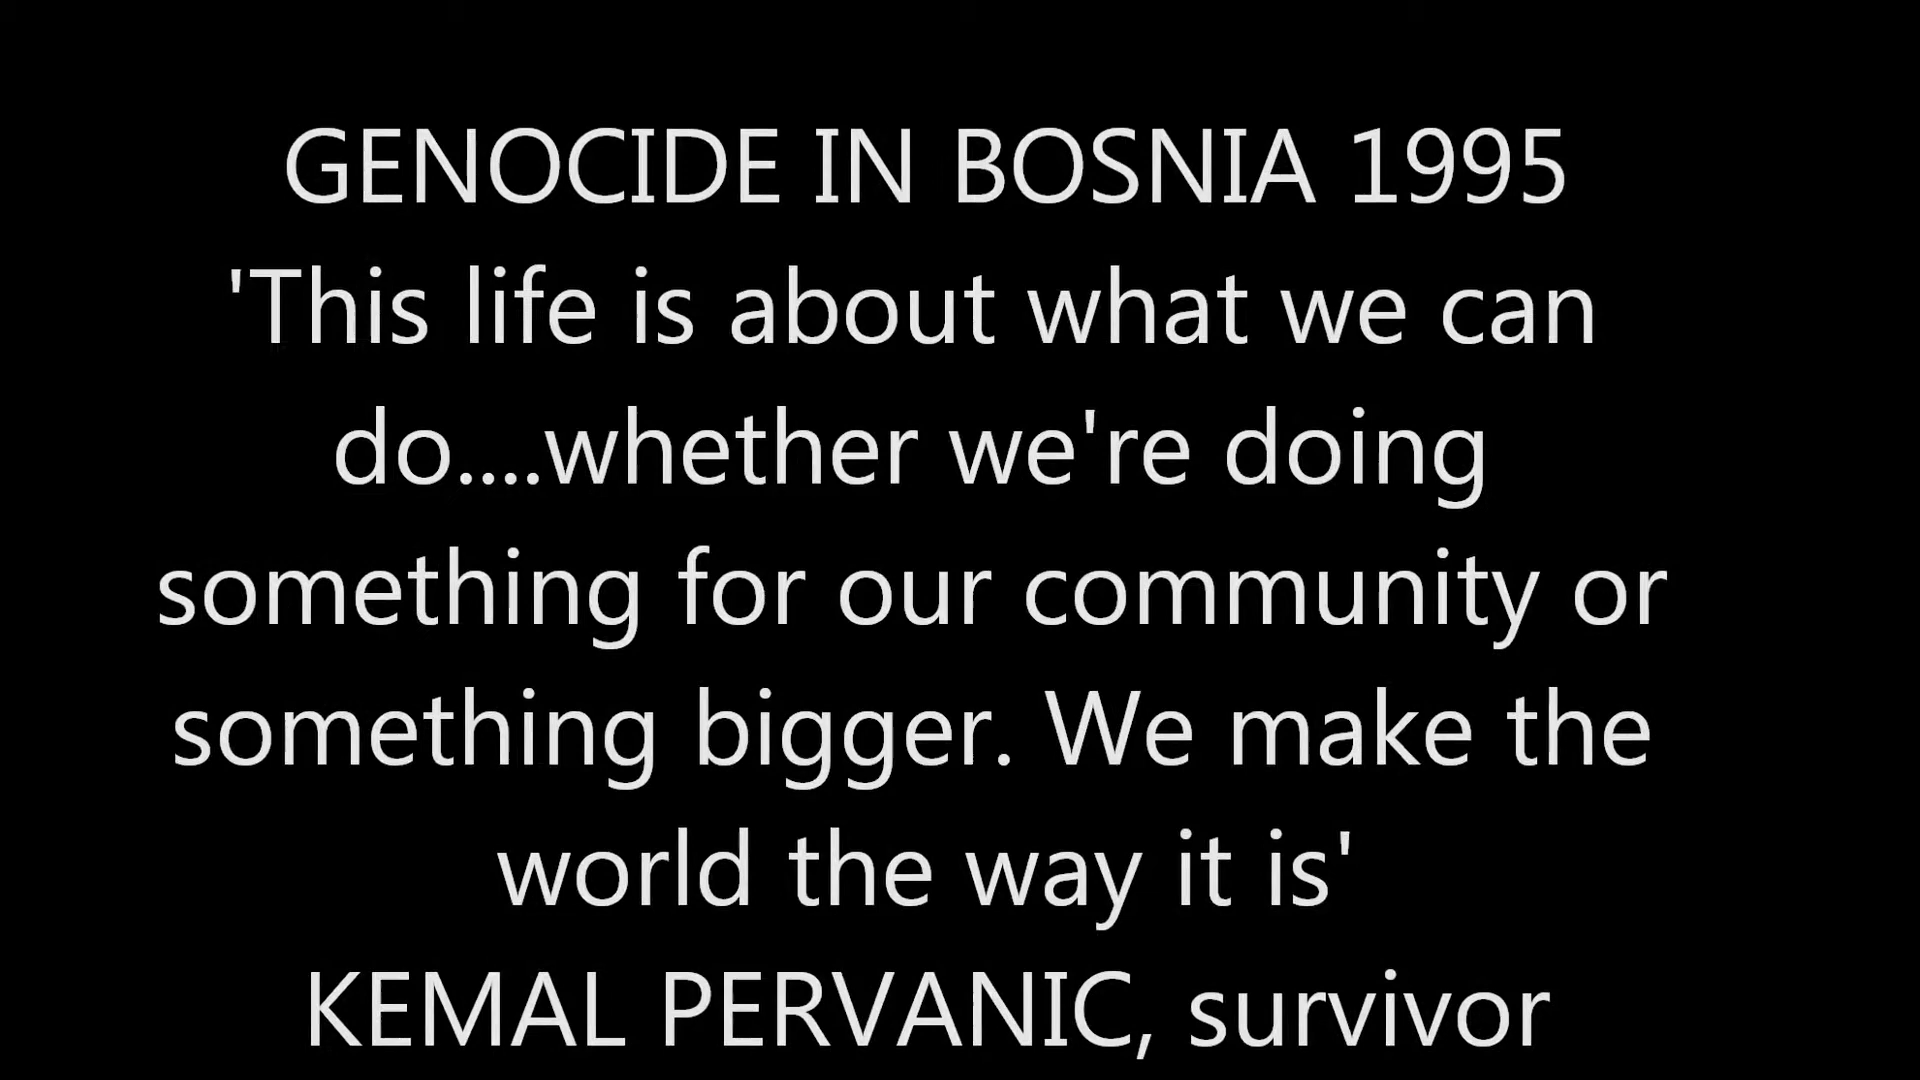 GENOCIDE IN BOSNIA 1995
'This life is about what we can
do....whether we're doing
something for our community or
something bigger. We make the
world the way it is'
KEMAL PERVANIC, survivor